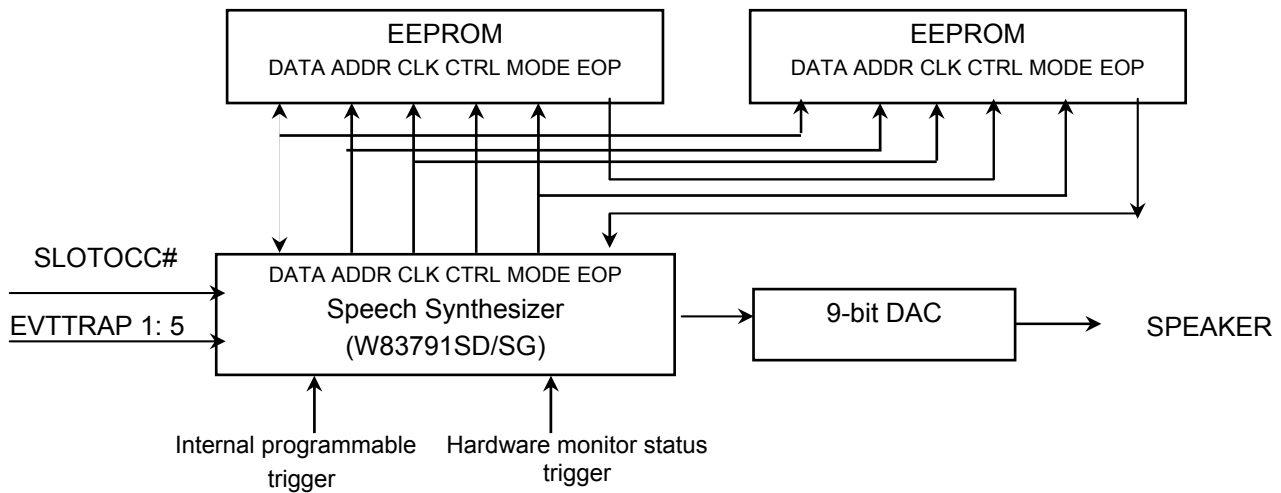 EEPROM
DATA ADDR CLK CTRL MODE EOP
EEPROM
DATA ADDR CLK CTRL MODE EOP
SLOTOCC#
EVTTRAP 1: 5
DATA ADDR CLK CTRL MODE EOP
Speech Synthesizer
(W83791SD/SG)
9-bit DAC
SPEAKER
Internal programmable
trigger
Hardware monitor status
trigger